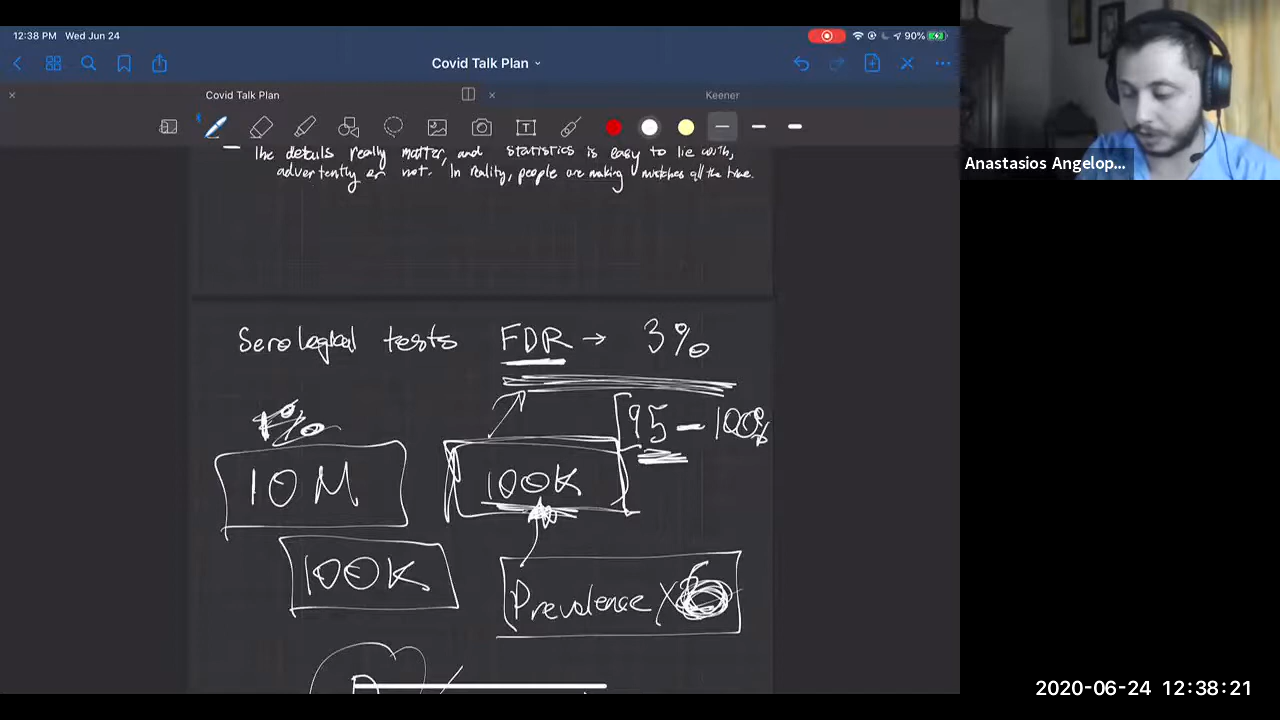 12:38 PM Wed Jun 24
90%
Covid Talk Plan
Covid Talk Plan
Keener
The details really matter, and statistics is easy to lie with,
advertently or not. In reality, people are making mistakes all the time.
Anastasios Angelop...
Serological tests FDR → 3%
1%
[95 - 100%
10 M
100K
100K
Prevalence X
2020-06-24 12:38:21